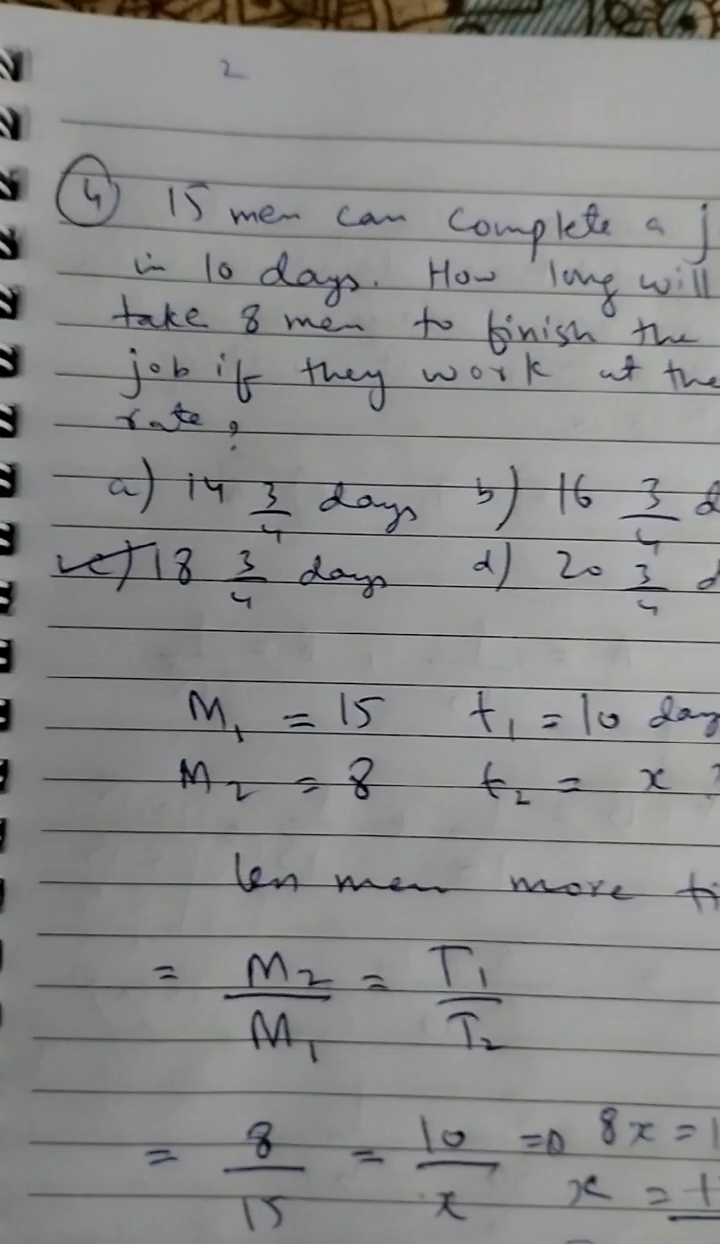 2
4 15 men can complete a j
in 10 days. How long will
take 8 men to finish the
job if they work at the
rate?
a) 14 3/4 days b) 16 3/4 d
c) 18 3/4 days d) 20 3/4 d
M1 = 15 t1 = 10 day
M2 = 8 t2 = x ?
less men more ti
= M2/M1 = T1/T2
= 8/15 = 10/x => 8x = 1
x = 1